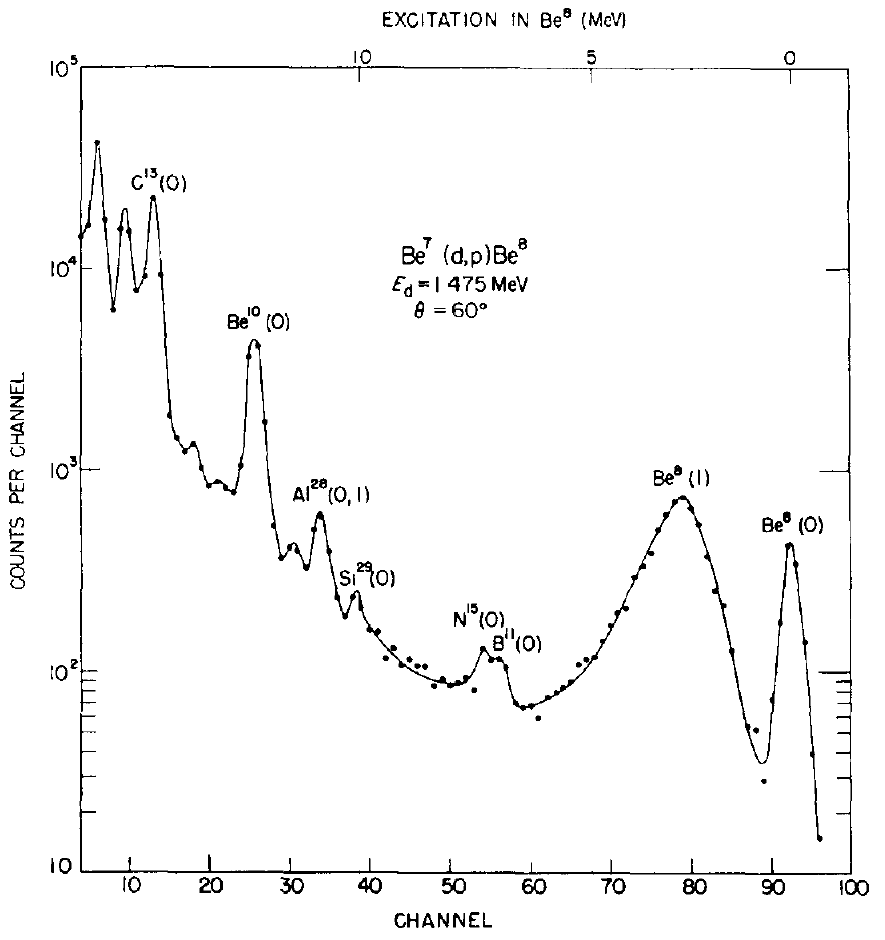 EXCITATION IN Be⁸ (MeV)
10 5 0
10⁵
C¹³(0)
Be⁷ (d,p)Be⁸
10⁴
E_d = 1 475 MeV
θ = 60°
Be¹⁰(0)
10³
Al²⁸(0,1)
Be⁸(1)
Be⁸(0)
Si²⁹(0)
N¹⁵(0)
B¹¹(0)
10²
10
COUNTS PER CHANNEL
10 20 30 40 50 60 70 80 90 100
CHANNEL